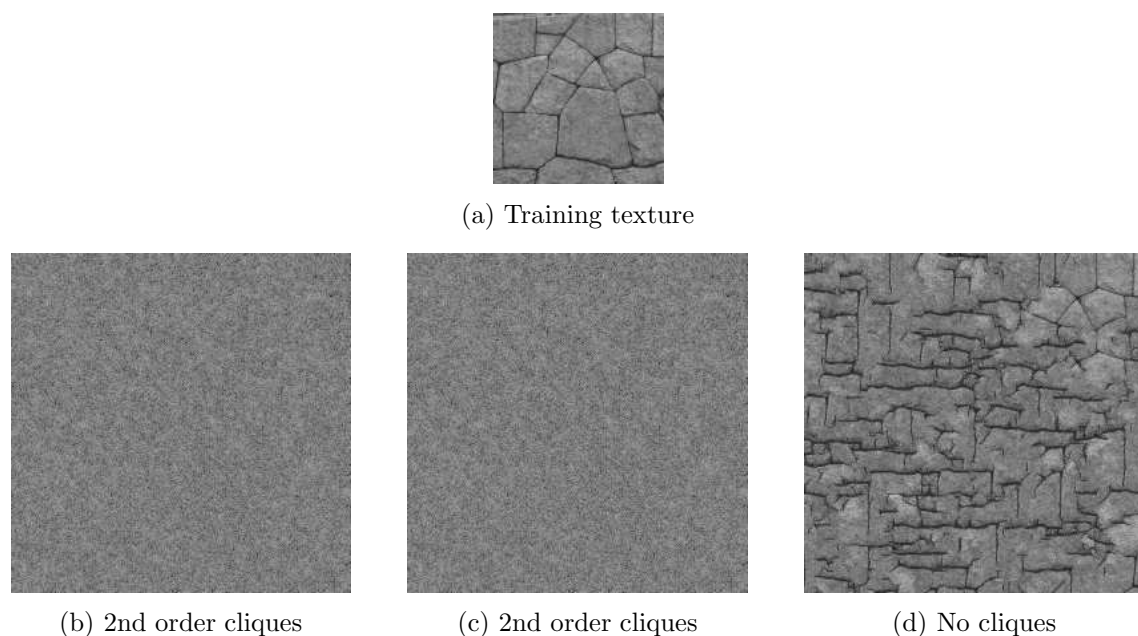 (a) Training texture
(b) 2nd order cliques
(c) 2nd order cliques
(d) No cliques